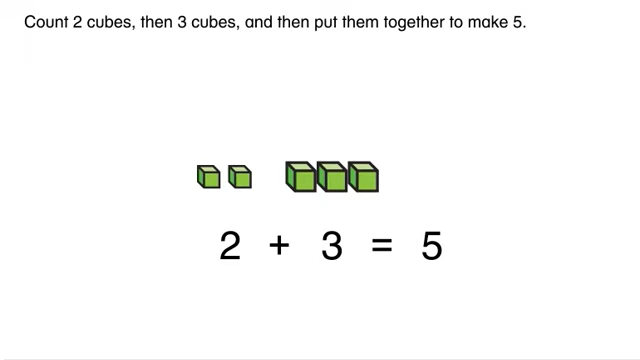 Count 2 cubes, then 3 cubes, and then put them together to make 5.
2 + 3 = 5